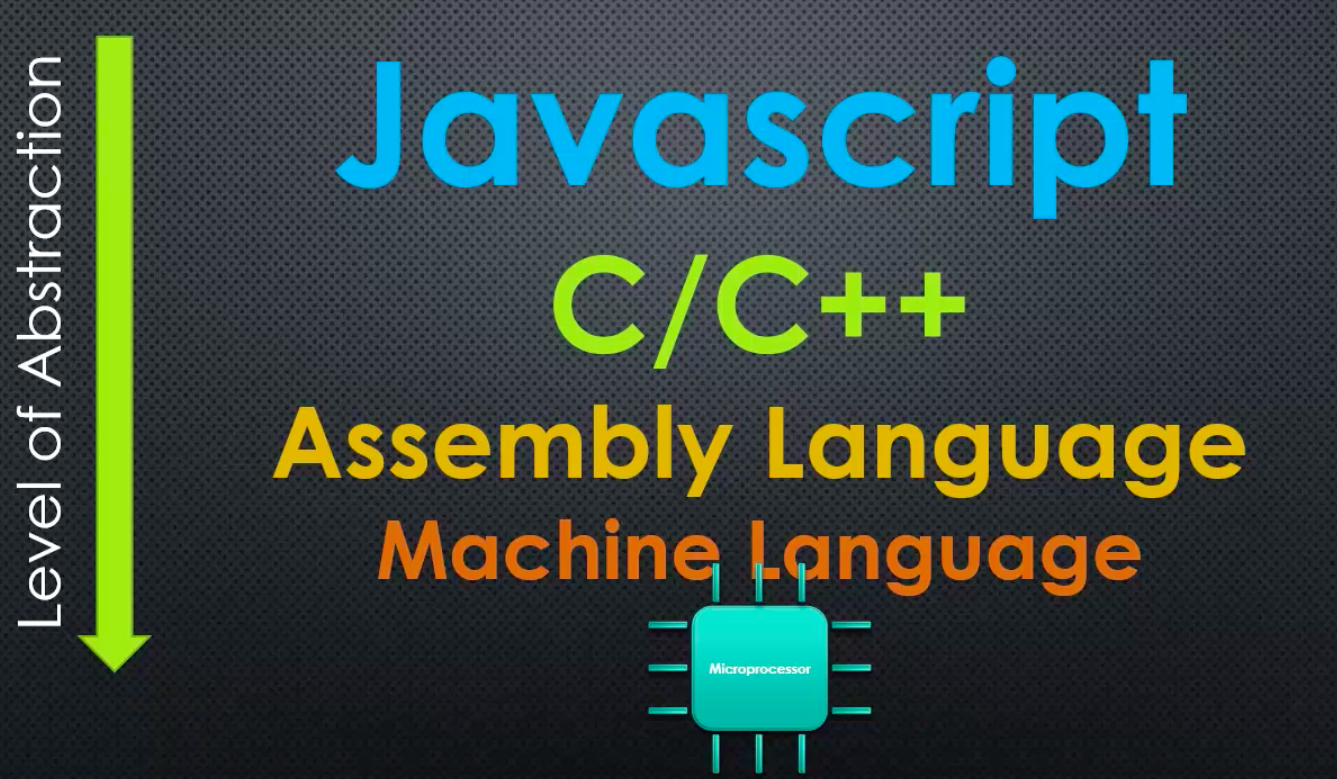 Level of Abstraction
Javascript
C/C++
Assembly Language
Machine Language
Microprocessor